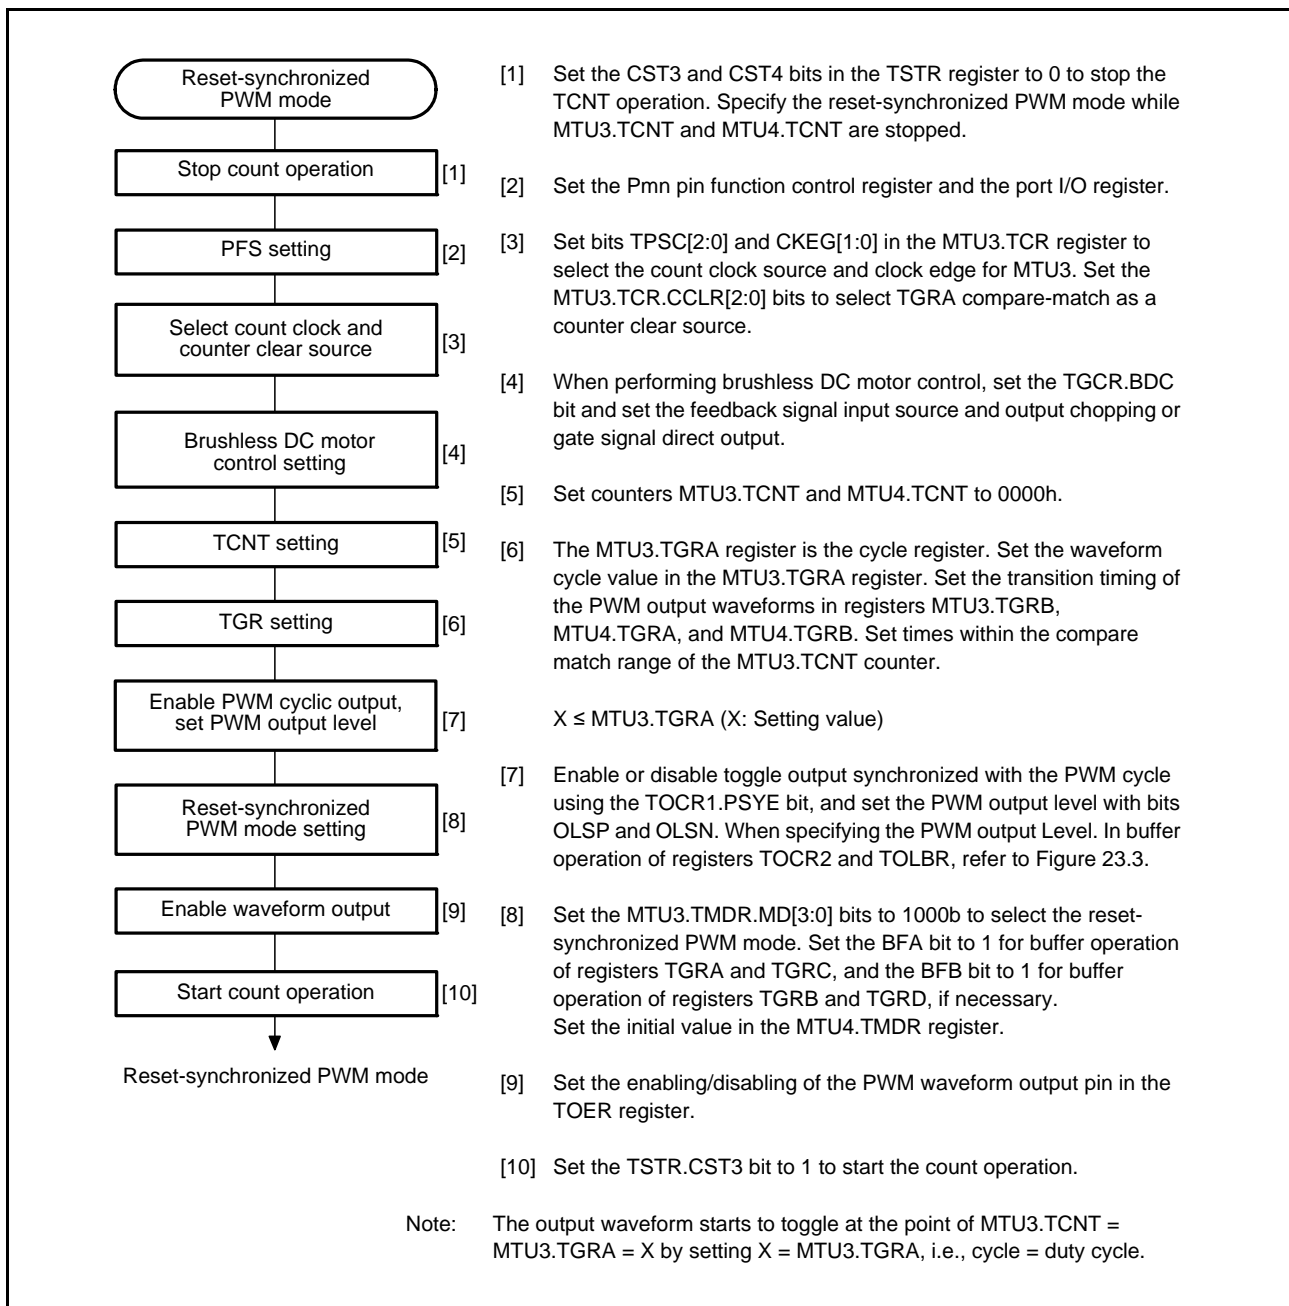 Reset-synchronized
PWM mode
Stop count operation
[1]
PFS setting
[2]
Select count clock and
counter clear source
[3]
Brushless DC motor
control setting
[4]
TCNT setting
[5]
TGR setting
[6]
Enable PWM cyclic output,
set PWM output level
[7]
Reset-synchronized
PWM mode setting
[8]
Enable waveform output
[9]
Start count operation
[10]
Reset-synchronized PWM mode
[1] Set the CST3 and CST4 bits in the TSTR register to 0 to stop the
TCNT operation. Specify the reset-synchronized PWM mode while
MTU3.TCNT and MTU4.TCNT are stopped.
[2] Set the Pmn pin function control register and the port I/O register.
[3] Set bits TPSC[2:0] and CKEG[1:0] in the MTU3.TCR register to
select the count clock source and clock edge for MTU3. Set the
MTU3.TCR.CCLR[2:0] bits to select TGRA compare-match as a
counter clear source.
[4] When performing brushless DC motor control, set the TGCR.BDC
bit and set the feedback signal input source and output chopping or
gate signal direct output.
[5] Set counters MTU3.TCNT and MTU4.TCNT to 0000h.
[6] The MTU3.TGRA register is the cycle register. Set the waveform
cycle value in the MTU3.TGRA register. Set the transition timing of
the PWM output waveforms in registers MTU3.TGRB,
MTU4.TGRA, and MTU4.TGRB. Set times within the compare
match range of the MTU3.TCNT counter.
X ≤ MTU3.TGRA (X: Setting value)
[7] Enable or disable toggle output synchronized with the PWM cycle
using the TOCR1.PSYE bit, and set the PWM output level with bits
OLSP and OLSN. When specifying the PWM output Level. In buffer
operation of registers TOCR2 and TOLBR, refer to Figure 23.3.
[8] Set the MTU3.TMDR.MD[3:0] bits to 1000b to select the reset-
synchronized PWM mode. Set the BFA bit to 1 for buffer operation
of registers TGRA and TGRC, and the BFB bit to 1 for buffer
operation of registers TGRB and TGRD, if necessary.
Set the initial value in the MTU4.TMDR register.
[9] Set the enabling/disabling of the PWM waveform output pin in the
TOER register.
[10] Set the TSTR.CST3 bit to 1 to start the count operation.
Note: The output waveform starts to toggle at the point of MTU3.TCNT =
MTU3.TGRA = X by setting X = MTU3.TGRA, i.e., cycle = duty cycle.